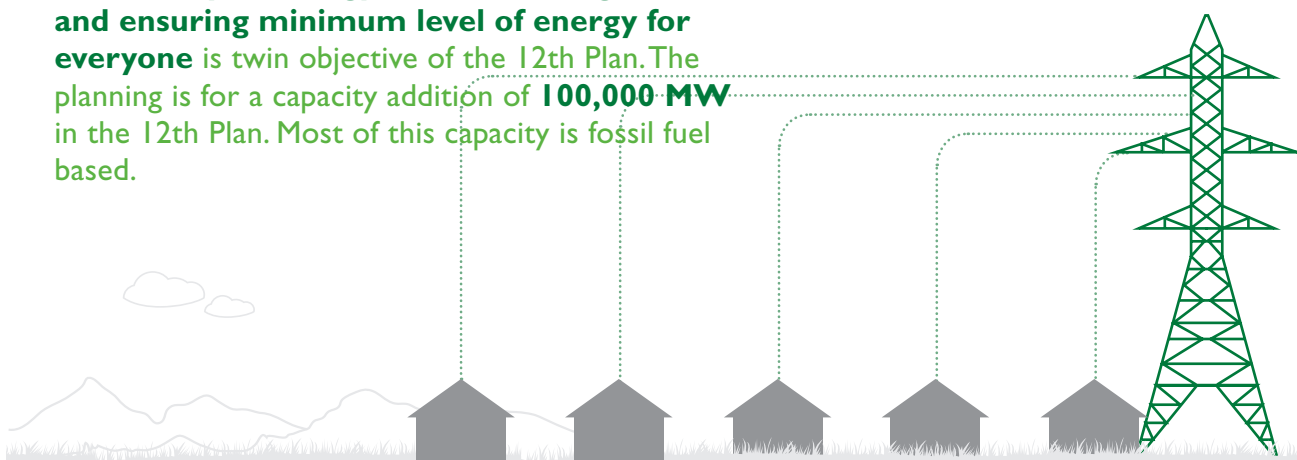 and ensuring minimum level of energy for
everyone is twin objective of the 12th Plan. The
planning is for a capacity addition of 100,000 MW
in the 12th Plan. Most of this capacity is fossil fuel
based.